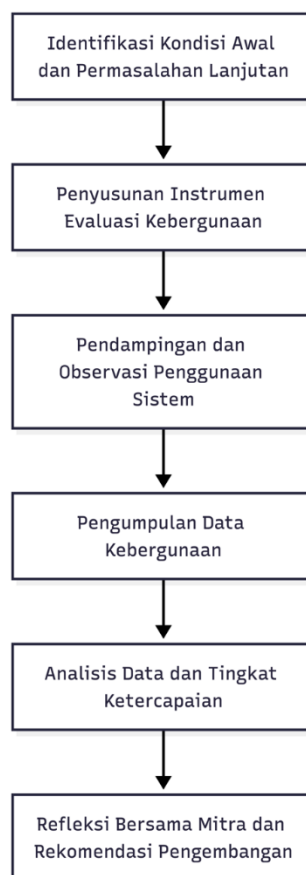 Identifikasi Kondisi Awal
dan Permasalahan Lanjutan
Penyusunan Instrumen
Evaluasi Kebergunaan
Pendampingan dan
Observasi Penggunaan
Sistem
Pengumpulan Data
Kebergunaan
Analisis Data dan Tingkat
Ketercapaian
Refleksi Bersama Mitra dan
Rekomendasi Pengembangan